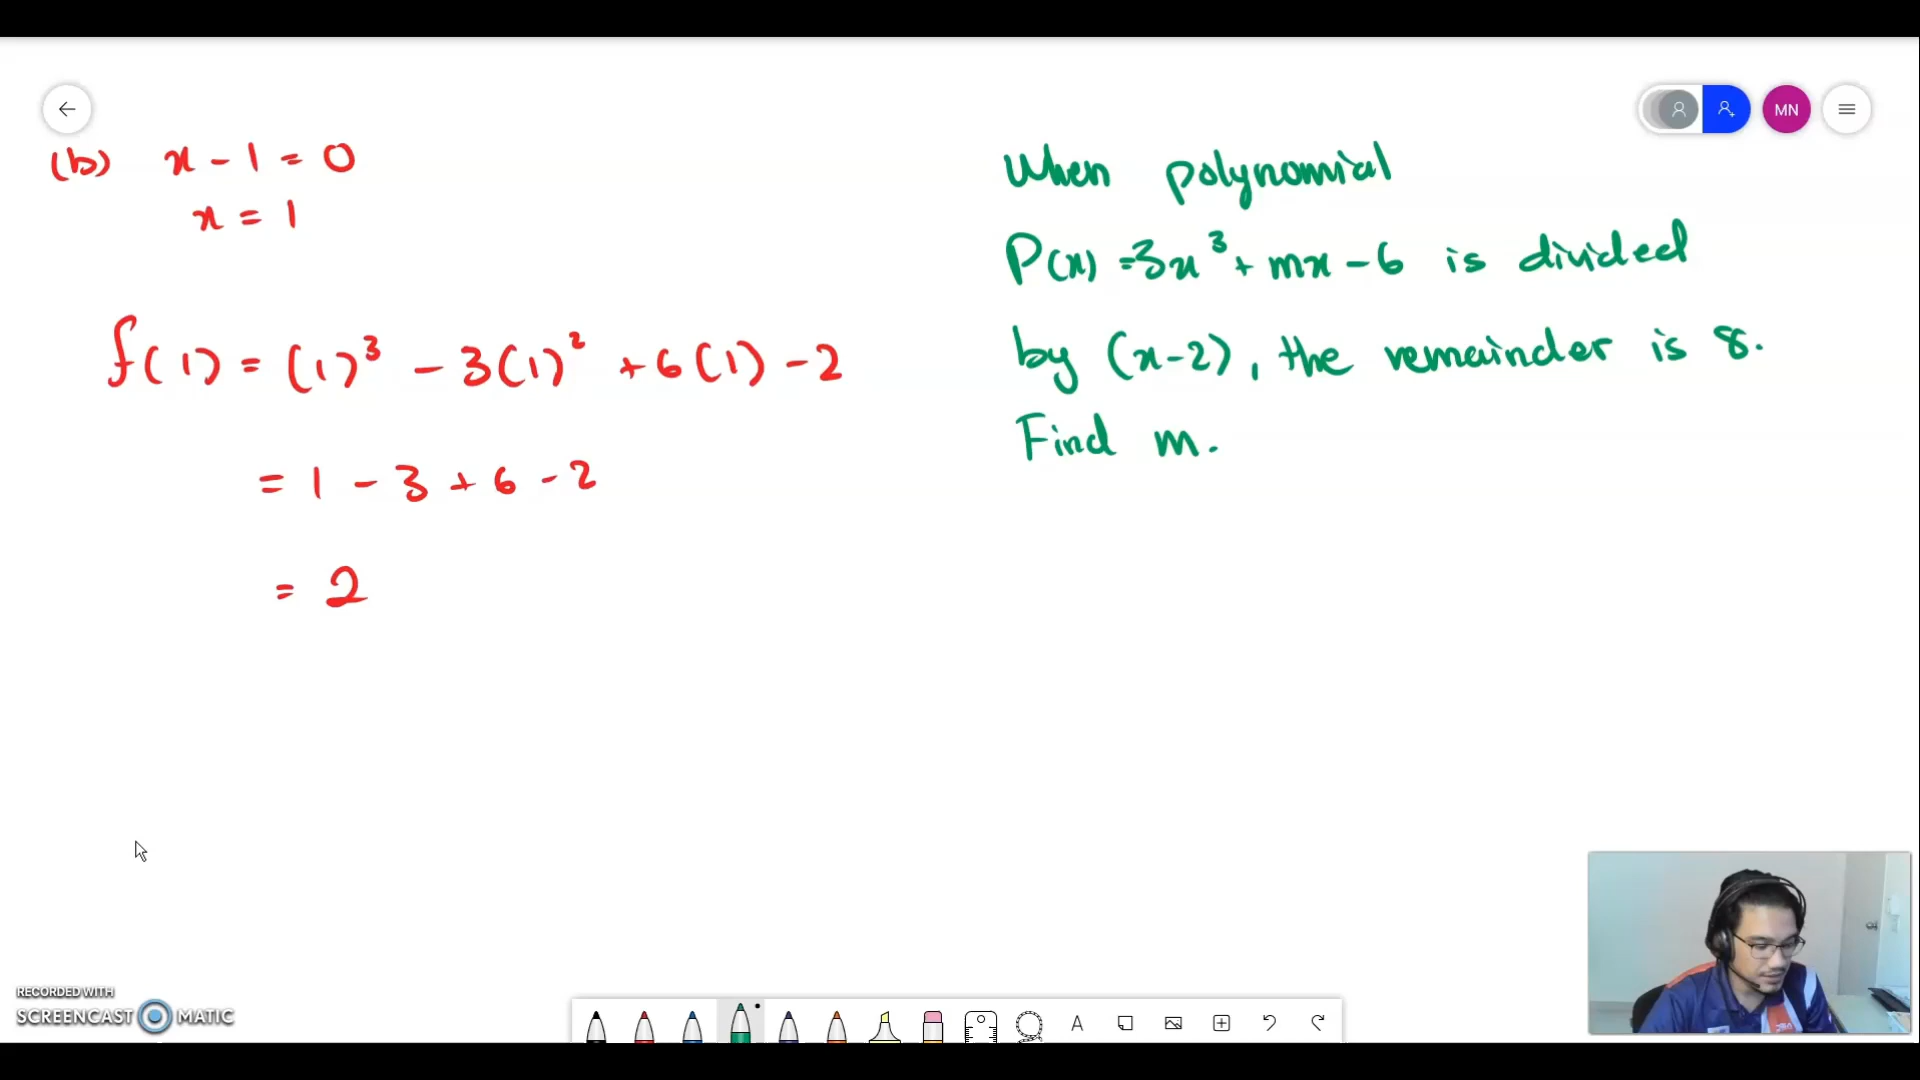 (b) x - 1 = 0
x = 1
f(1) = (1)³ - 3(1)² + 6(1) - 2
= 1 - 3 + 6 - 2
= 2
When polynomial
P(x) = 3x³ + mx - 6 is divided
by (x-2), the remainder is 8.
Find m.
MN
RECORDED WITH
SCREENCAST MATIC
A